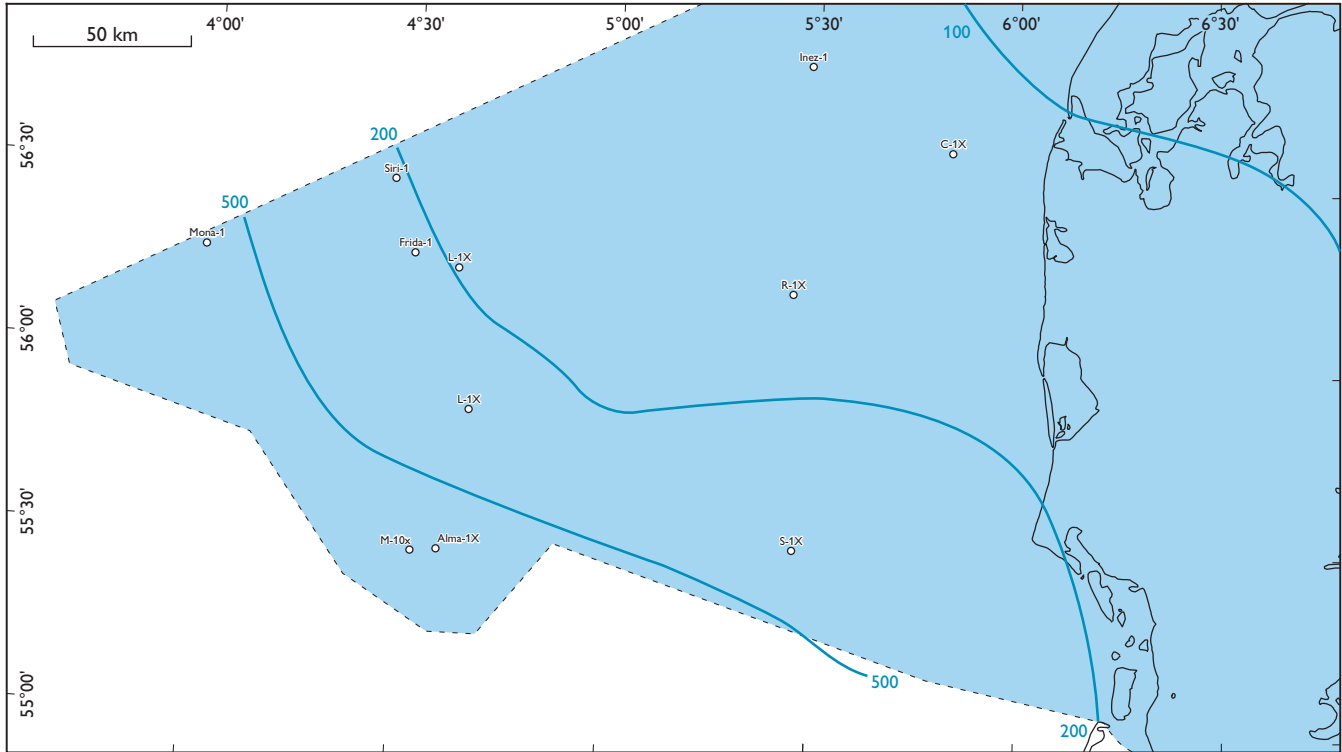 4°00'
4°30'
5°00'
5°30'
6°00'
6°30'
50 km
100
Inez-1
56°30'
200
C-1X
Siri-1
500
Mona-1
Frida-1
L-1X
R-1X
56°00'
L-1X
55°30'
M-10x
Alma-1X
S-1X
55°00'
500
200